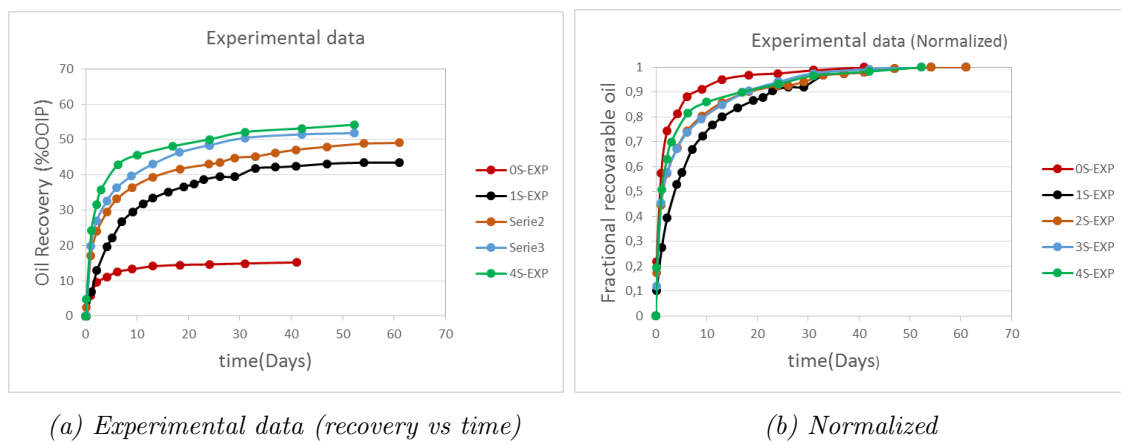 Experimental data
70
60
50
40
30
20
10
0
0 10 20 30 40 50 60 70
Oil Recovery (%OOIP)
time(Days)
0S-EXP
1S-EXP
Serie2
Serie3
4S-EXP
(a) Experimental data (recovery vs time)
Experimental data (Normalized)
1
0,9
0,8
0,7
0,6
0,5
0,4
0,3
0,2
0,1
0
0 10 20 30 40 50 60 70
Fractional recovarable oil
time(Days)
0S-EXP
1S-EXP
2S-EXP
3S-EXP
4S-EXP
(b) Normalized